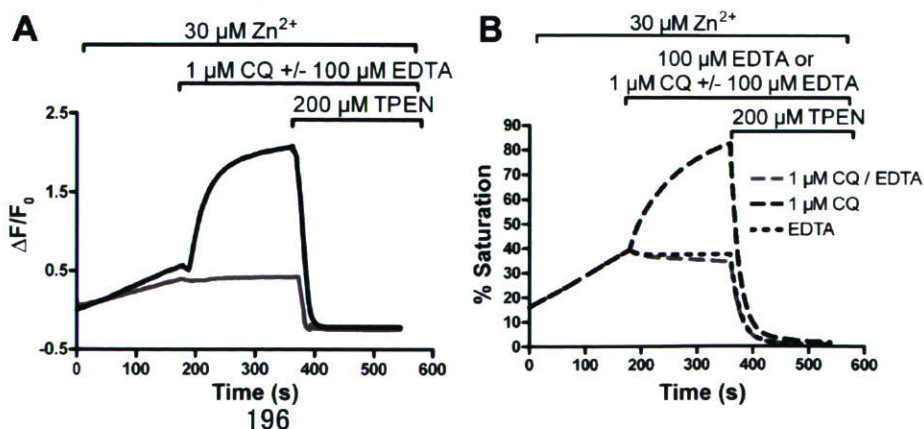 A
30 µM Zn2+
1 µM CQ +/- 100 µM EDTA
200 µM TPEN
2.5
1.5
0.5
-0.5
ΔF/F0
0 100 200 300 400 500 600
Time (s)
196
B
30 µM Zn2+
100 µM EDTA or
1 µM CQ +/- 100 µM EDTA
200 µM TPEN
90
80
70
60
50
40
30
20
10
0
% Saturation
1 µM CQ / EDTA
1 µM CQ
EDTA
0 100 200 300 400 500 600
Time (s)